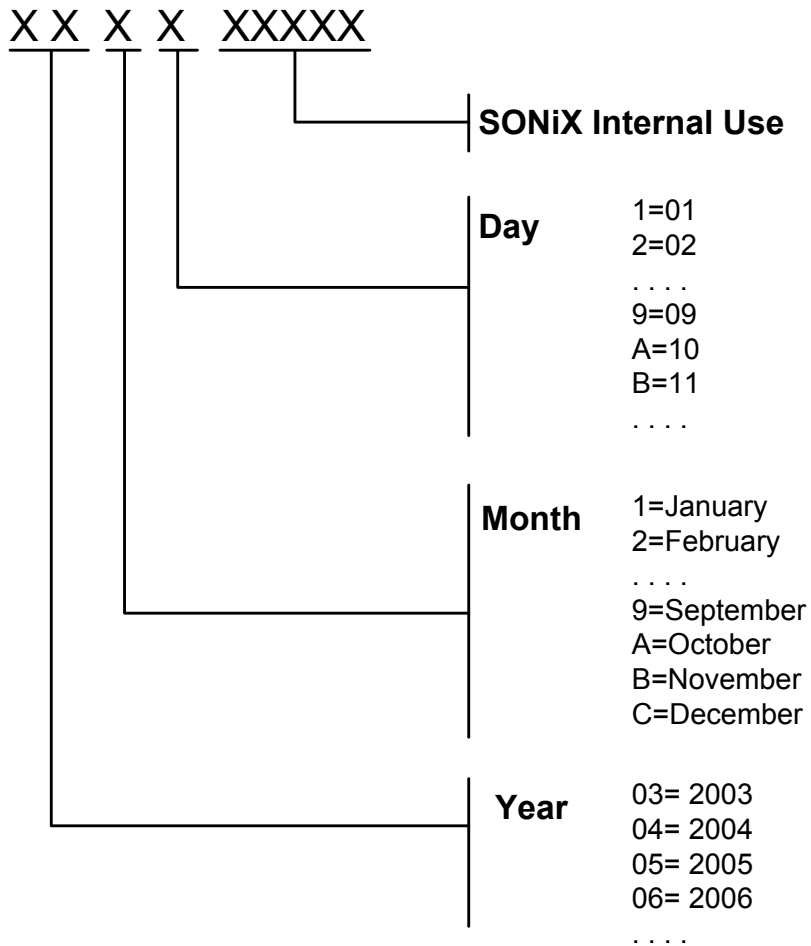 X X X X XXXXX
SONiX Internal Use
Day
1=01
2=02
. . . .
9=09
A=10
B=11
. . . .
Month
1=January
2=February
. . . .
9=September
A=October
B=November
C=December
Year
03= 2003
04= 2004
05= 2005
06= 2006
. . . .